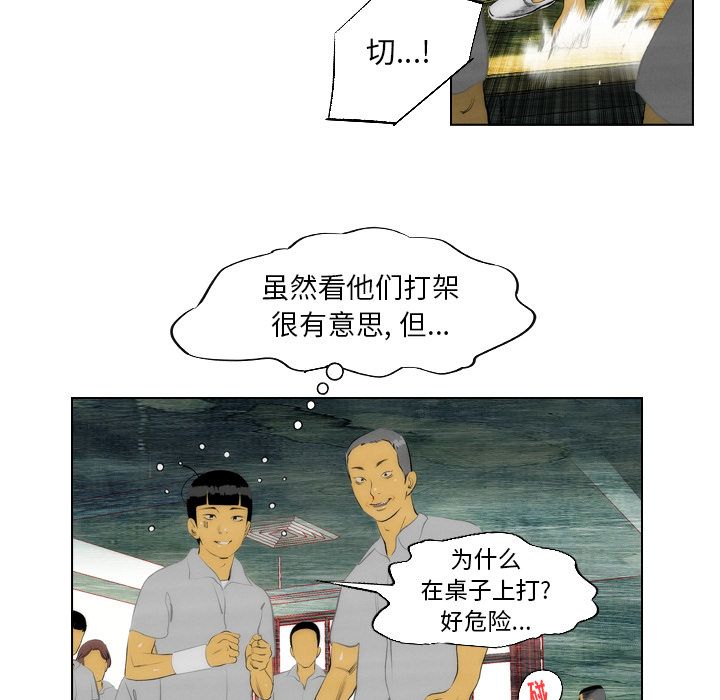 切...!
虽然看他们打架
很有意思, 但...
为什么
在桌子上打?
好危险...
碰